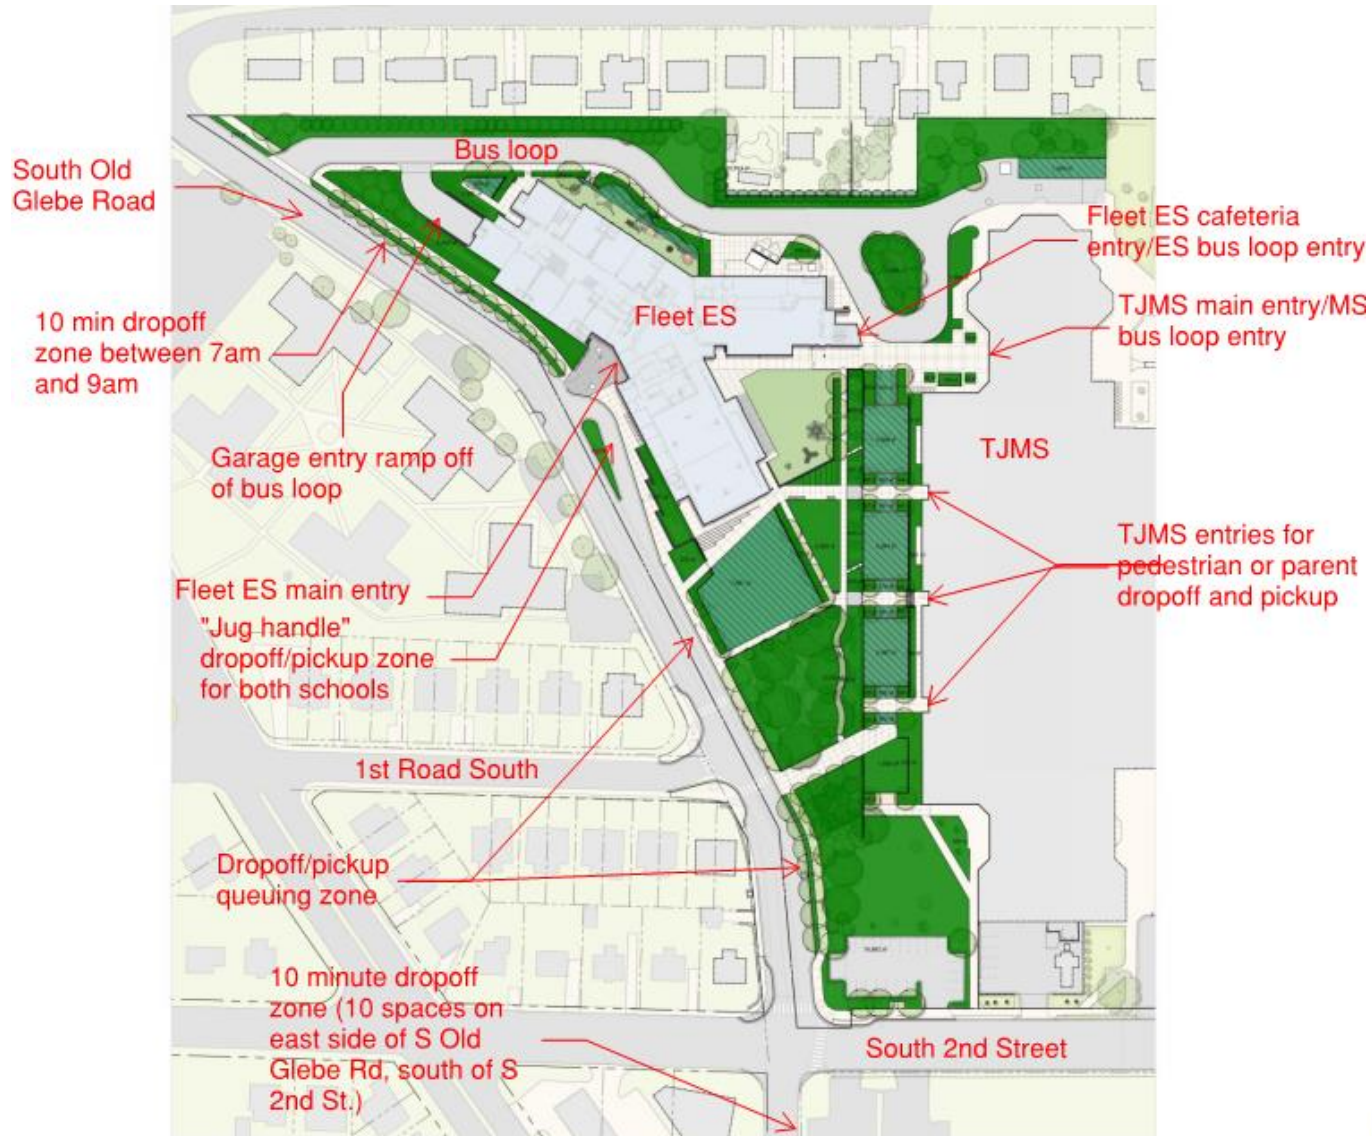 Bus loop
South Old
Glebe Road
Fleet ES cafeteria
entry/ES bus loop entry
TJMS main entry/MS
bus loop entry
10 min dropoff
zone between 7am
and 9am
Fleet ES
Garage entry ramp off
of bus loop
TJMS
TJMS entries for
pedestrian or parent
dropoff and pickup
Fleet ES main entry
"Jug handle"
dropoff/pickup zone
for both schools
1st Road South
Dropoff/pickup
queuing zone
10 minute dropoff
zone (10 spaces on
east side of S Old
Glebe Rd, south of S
2nd St.)
South 2nd Street